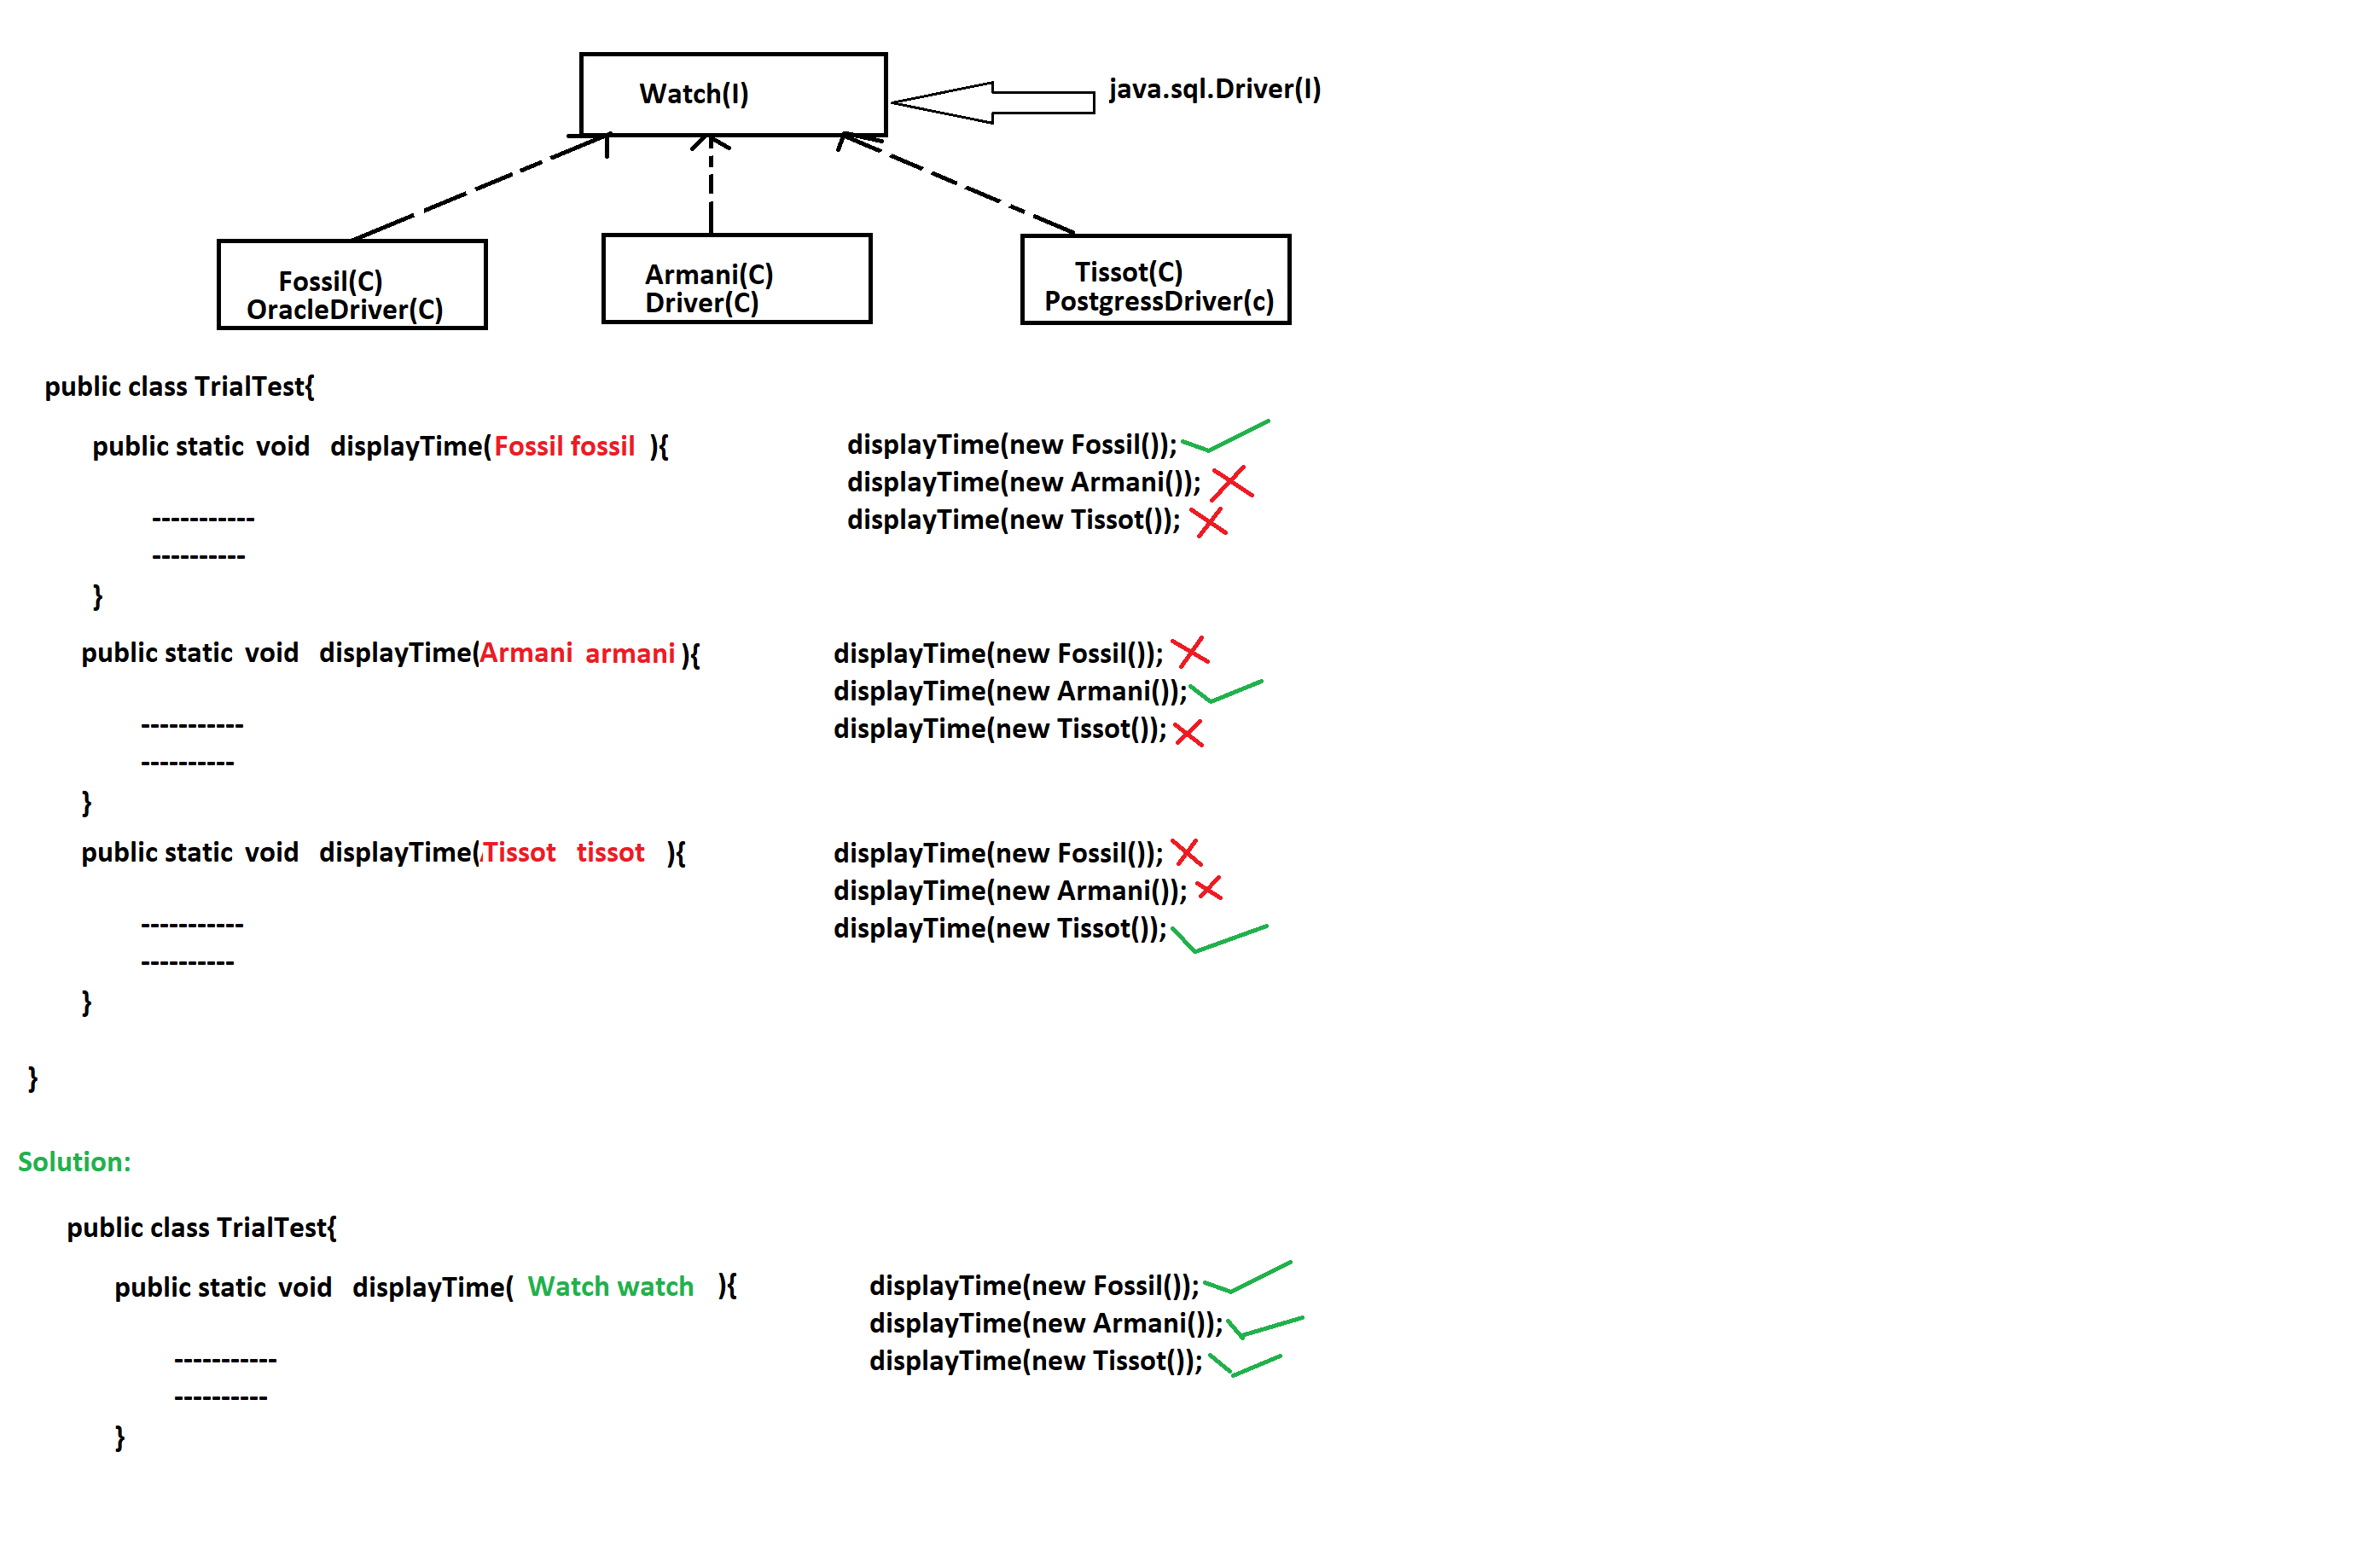 Watch(I)
java.sql.Driver(I)
Fossil(C)
OracleDriver(C)
Armani(C)
Driver(C)
Tissot(C)
PostgressDriver(c)
public class TrialTest{
public static void displayTime(Fossil fossil ){
-----------
----------
}
displayTime(new Fossil());
displayTime(new Armani());
displayTime(new Tissot());
public static void displayTime(Armani armani ){
-----------
----------
}
displayTime(new Fossil());
displayTime(new Armani());
displayTime(new Tissot());
public static void displayTime(Tissot tissot ){
-----------
----------
}
displayTime(new Fossil());
displayTime(new Armani());
displayTime(new Tissot());
}
Solution:
public class TrialTest{
public static void displayTime( Watch watch ){
-----------
----------
}
displayTime(new Fossil());
displayTime(new Armani());
displayTime(new Tissot());